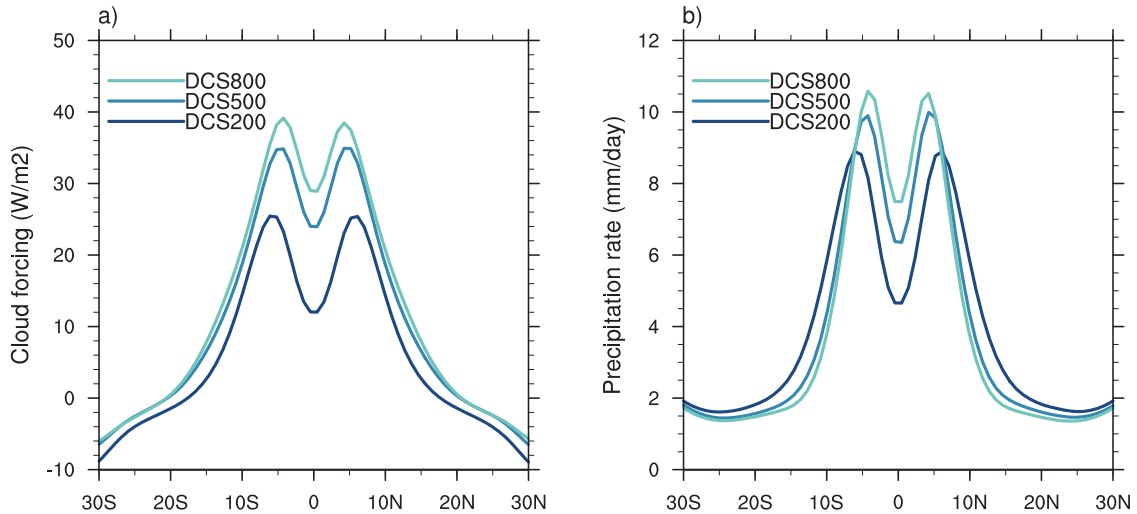 a)
50
40
30
20
10
0
-10
Cloud forcing (W/m2)
DCS800
DCS500
DCS200
30S 20S 10S 0 10N 20N 30N
b)
12
10
8
6
4
2
0
Precipitation rate (mm/day)
DCS800
DCS500
DCS200
30S 20S 10S 0 10N 20N 30N